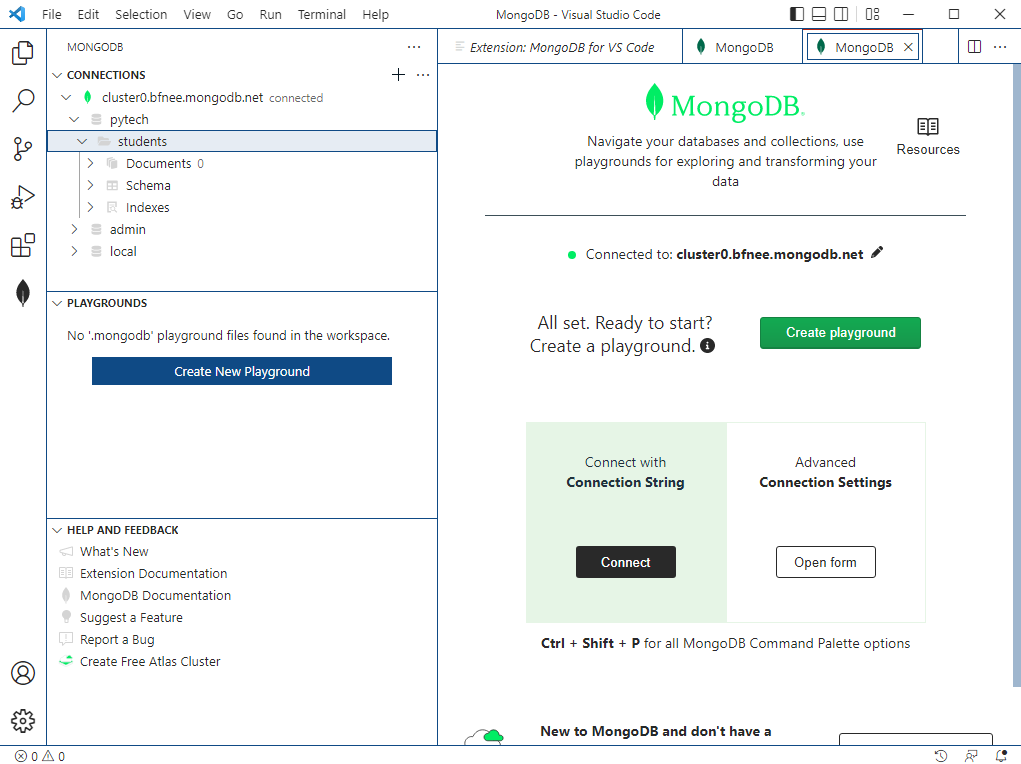 File Edit Selection View Go Run Terminal Help MongoDB - Visual Studio Code
MONGODB
Extension: MongoDB for VS Code
MongoDB
MongoDB
CONNECTIONS
cluster0.bfnee.mongodb.net connected
pytech
students
Documents 0
Schema
Indexes
admin
local
PLAYGROUNDS
No '.mongodb' playground files found in the workspace.
Create New Playground
HELP AND FEEDBACK
What's New
Extension Documentation
MongoDB Documentation
Suggest a Feature
Report a Bug
Create Free Atlas Cluster
MongoDB.
Navigate your databases and collections, use
playgrounds for exploring and transforming your
data
Resources
Connected to: cluster0.bfnee.mongodb.net
All set. Ready to start?
Create a playground.
Create playground
Connect with
Connection String
Connect
Advanced
Connection Settings
Open form
Ctrl + Shift + P for all MongoDB Command Palette options
New to MongoDB and don't have a
0 0